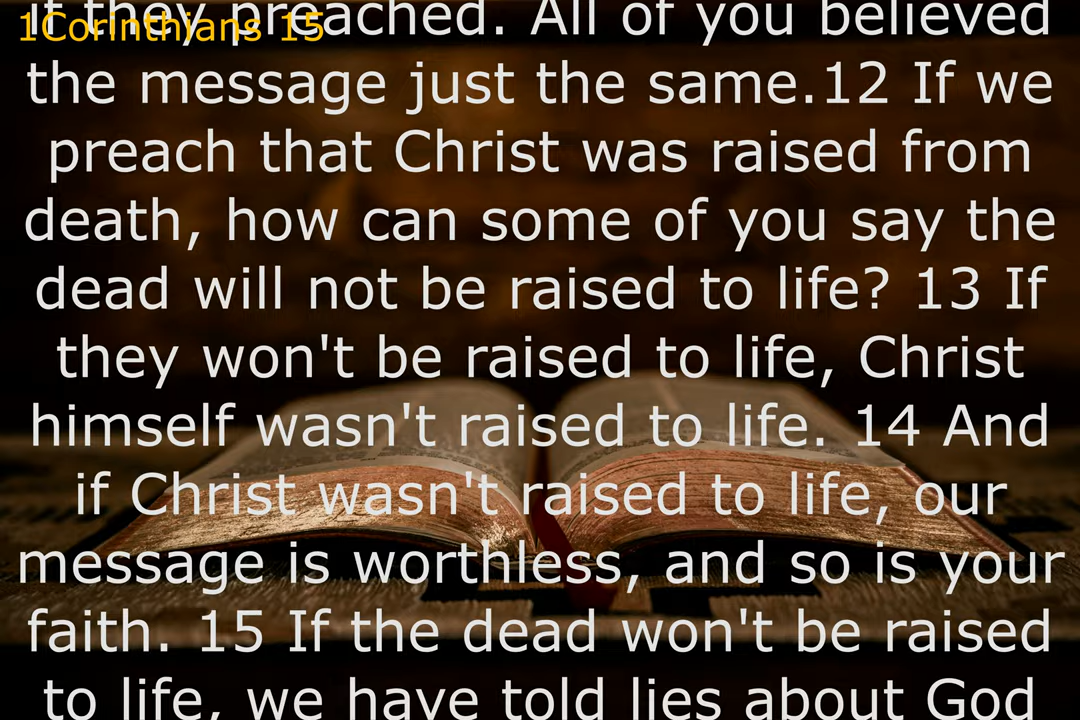 1Corinthians 15
if they preached. All of you believed
the message just the same.12 If we
preach that Christ was raised from
death, how can some of you say the
dead will not be raised to life? 13 If
they won't be raised to life, Christ
himself wasn't raised to life. 14 And
if Christ wasn't raised to life, our
message is worthless, and so is your
faith. 15 If the dead won't be raised
to life, we have told lies about God